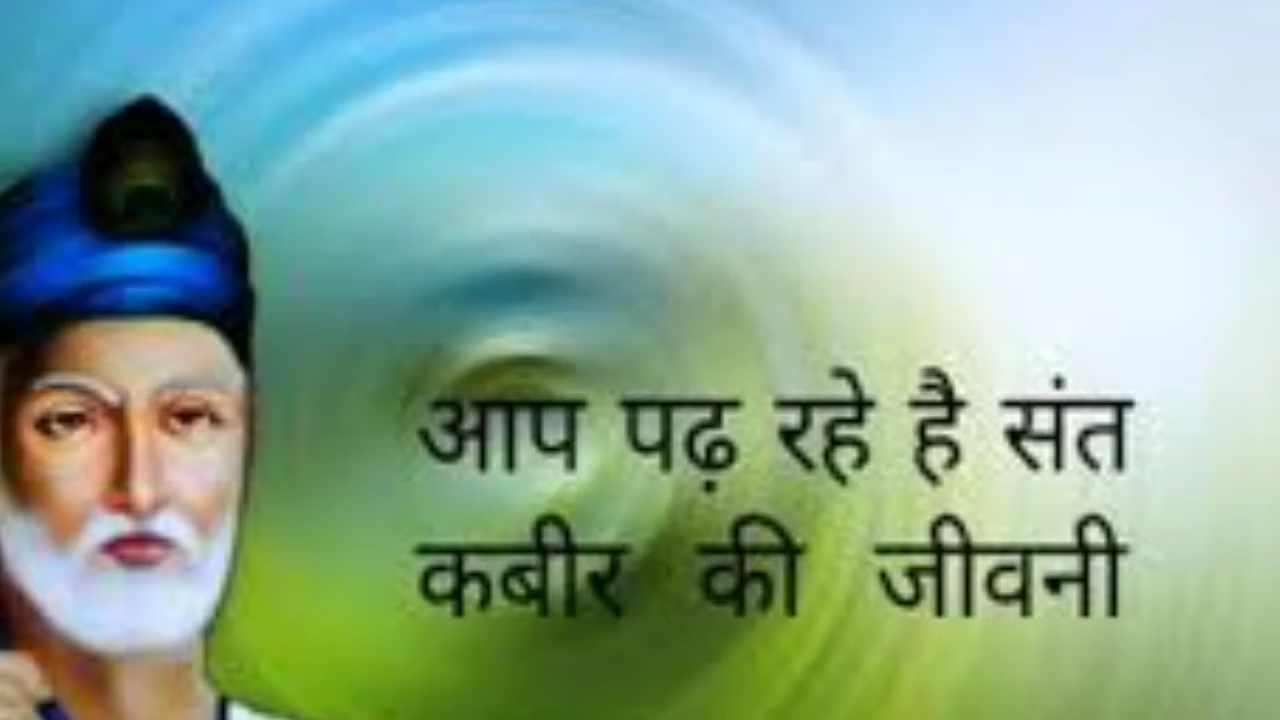 आप पढ़ रहे है संत
कबीर की जीवनी